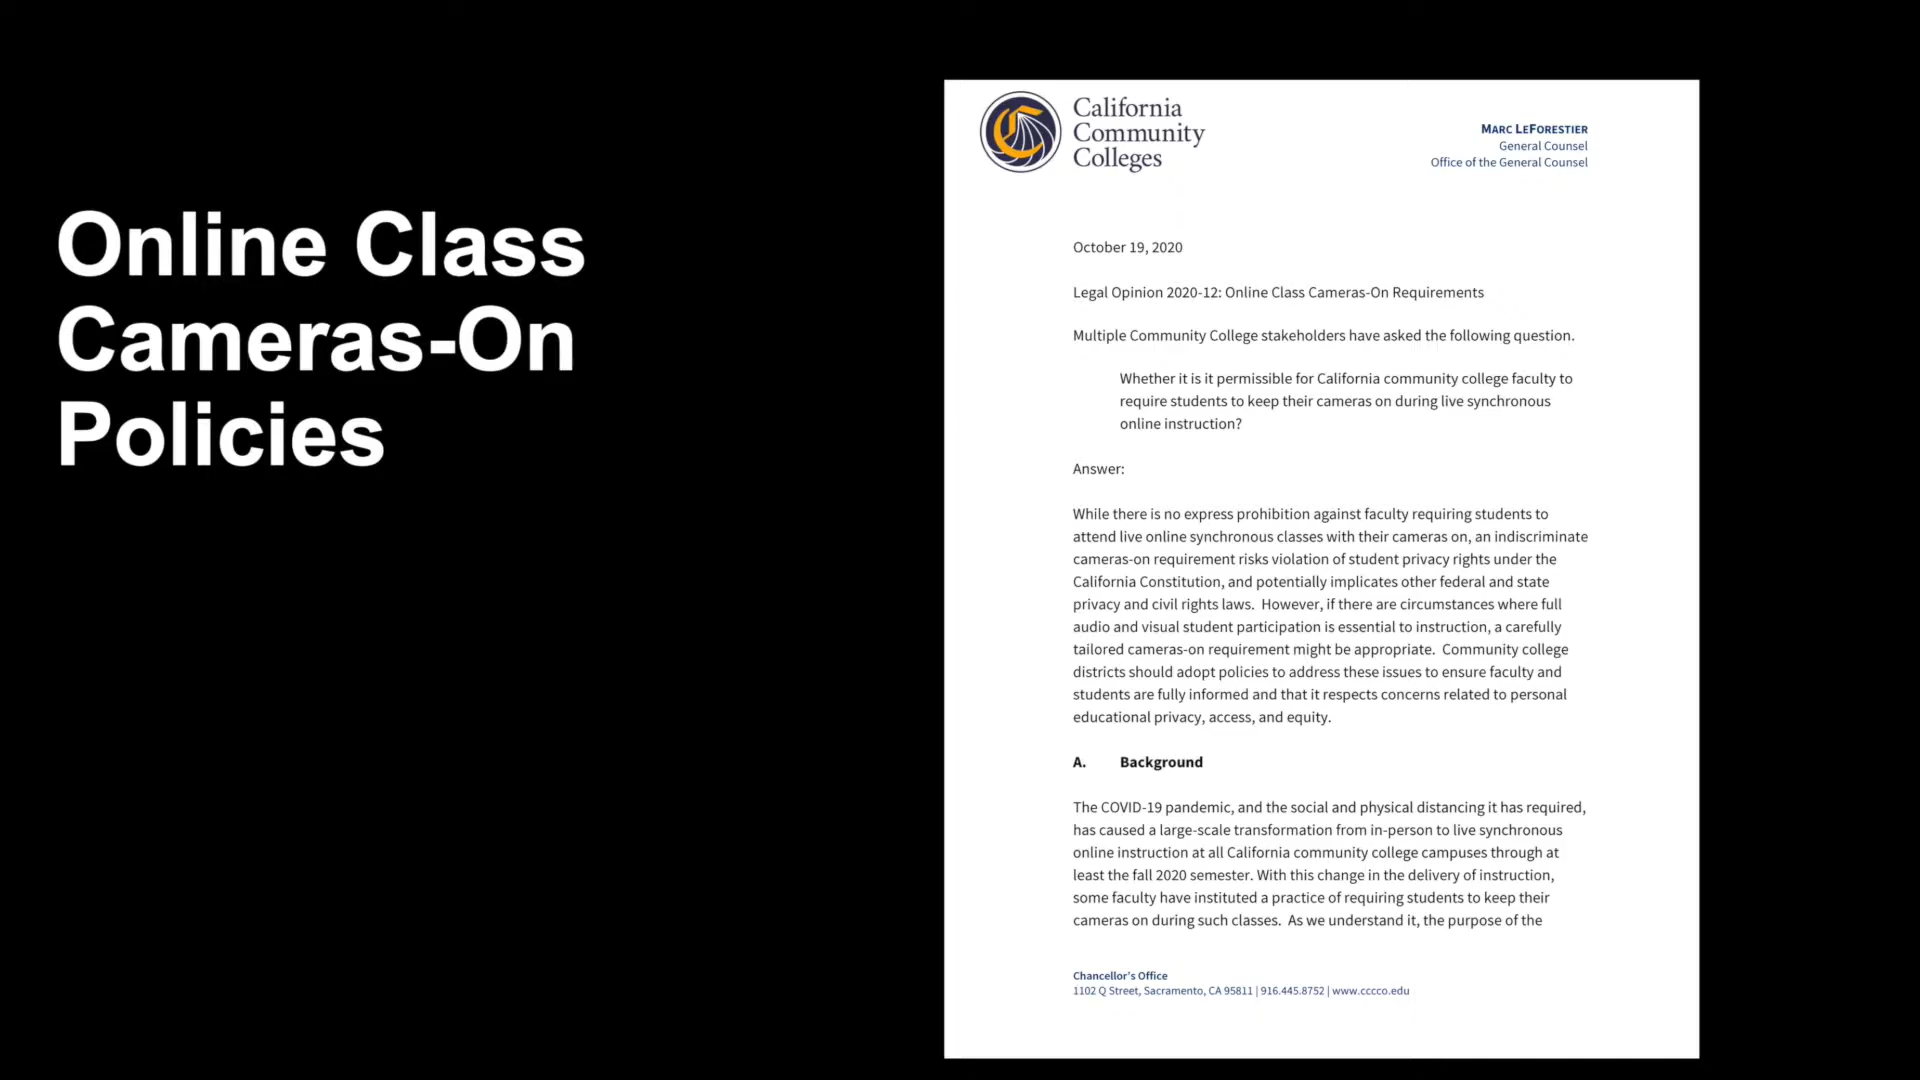 Online Class
Cameras-On
Policies
California
Community
Colleges
MARC LEFORESTIER
General Counsel
Office of the General Counsel
October 19, 2020
Legal Opinion 2020-12: Online Class Cameras-On Requirements
Multiple Community College stakeholders have asked the following question.
Whether it is it permissible for California community college faculty to
require students to keep their cameras on during live synchronous
online instruction?
Answer:
While there is no express prohibition against faculty requiring students to
attend live online synchronous classes with their cameras on, an indiscriminate
cameras-on requirement risks violation of student privacy rights under the
California Constitution, and potentially implicates other federal and state
privacy and civil rights laws.  However, if there are circumstances where full
audio and visual student participation is essential to instruction, a carefully
tailored cameras-on requirement might be appropriate.  Community college
districts should adopt policies to address these issues to ensure faculty and
students are fully informed and that it respects concerns related to personal
educational privacy, access, and equity.
A. Background
The COVID-19 pandemic, and the social and physical distancing it has required,
has caused a large-scale transformation from in-person to live synchronous
online instruction at all California community college campuses through at
least the fall 2020 semester. With this change in the delivery of instruction,
some faculty have instituted a practice of requiring students to keep their
cameras on during such classes.  As we understand it, the purpose of the
Chancellor's Office
1102 Q Street, Sacramento, CA 95811 | 916.445.8752 | www.cccco.edu